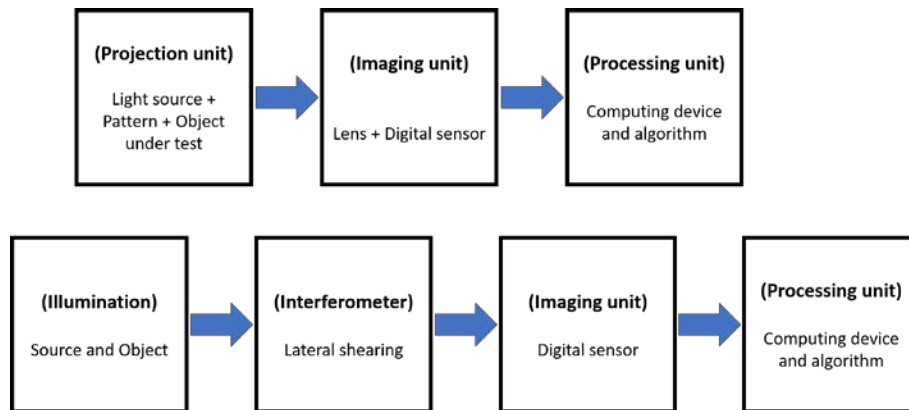 (Projection unit)
Light source +
Pattern + Object
under test
(Imaging unit)
Lens + Digital sensor
(Processing unit)
Computing device
and algorithm
(Illumination)
Source and Object
(Interferometer)
Lateral shearing
(Imaging unit)
Digital sensor
(Processing unit)
Computing device
and algorithm